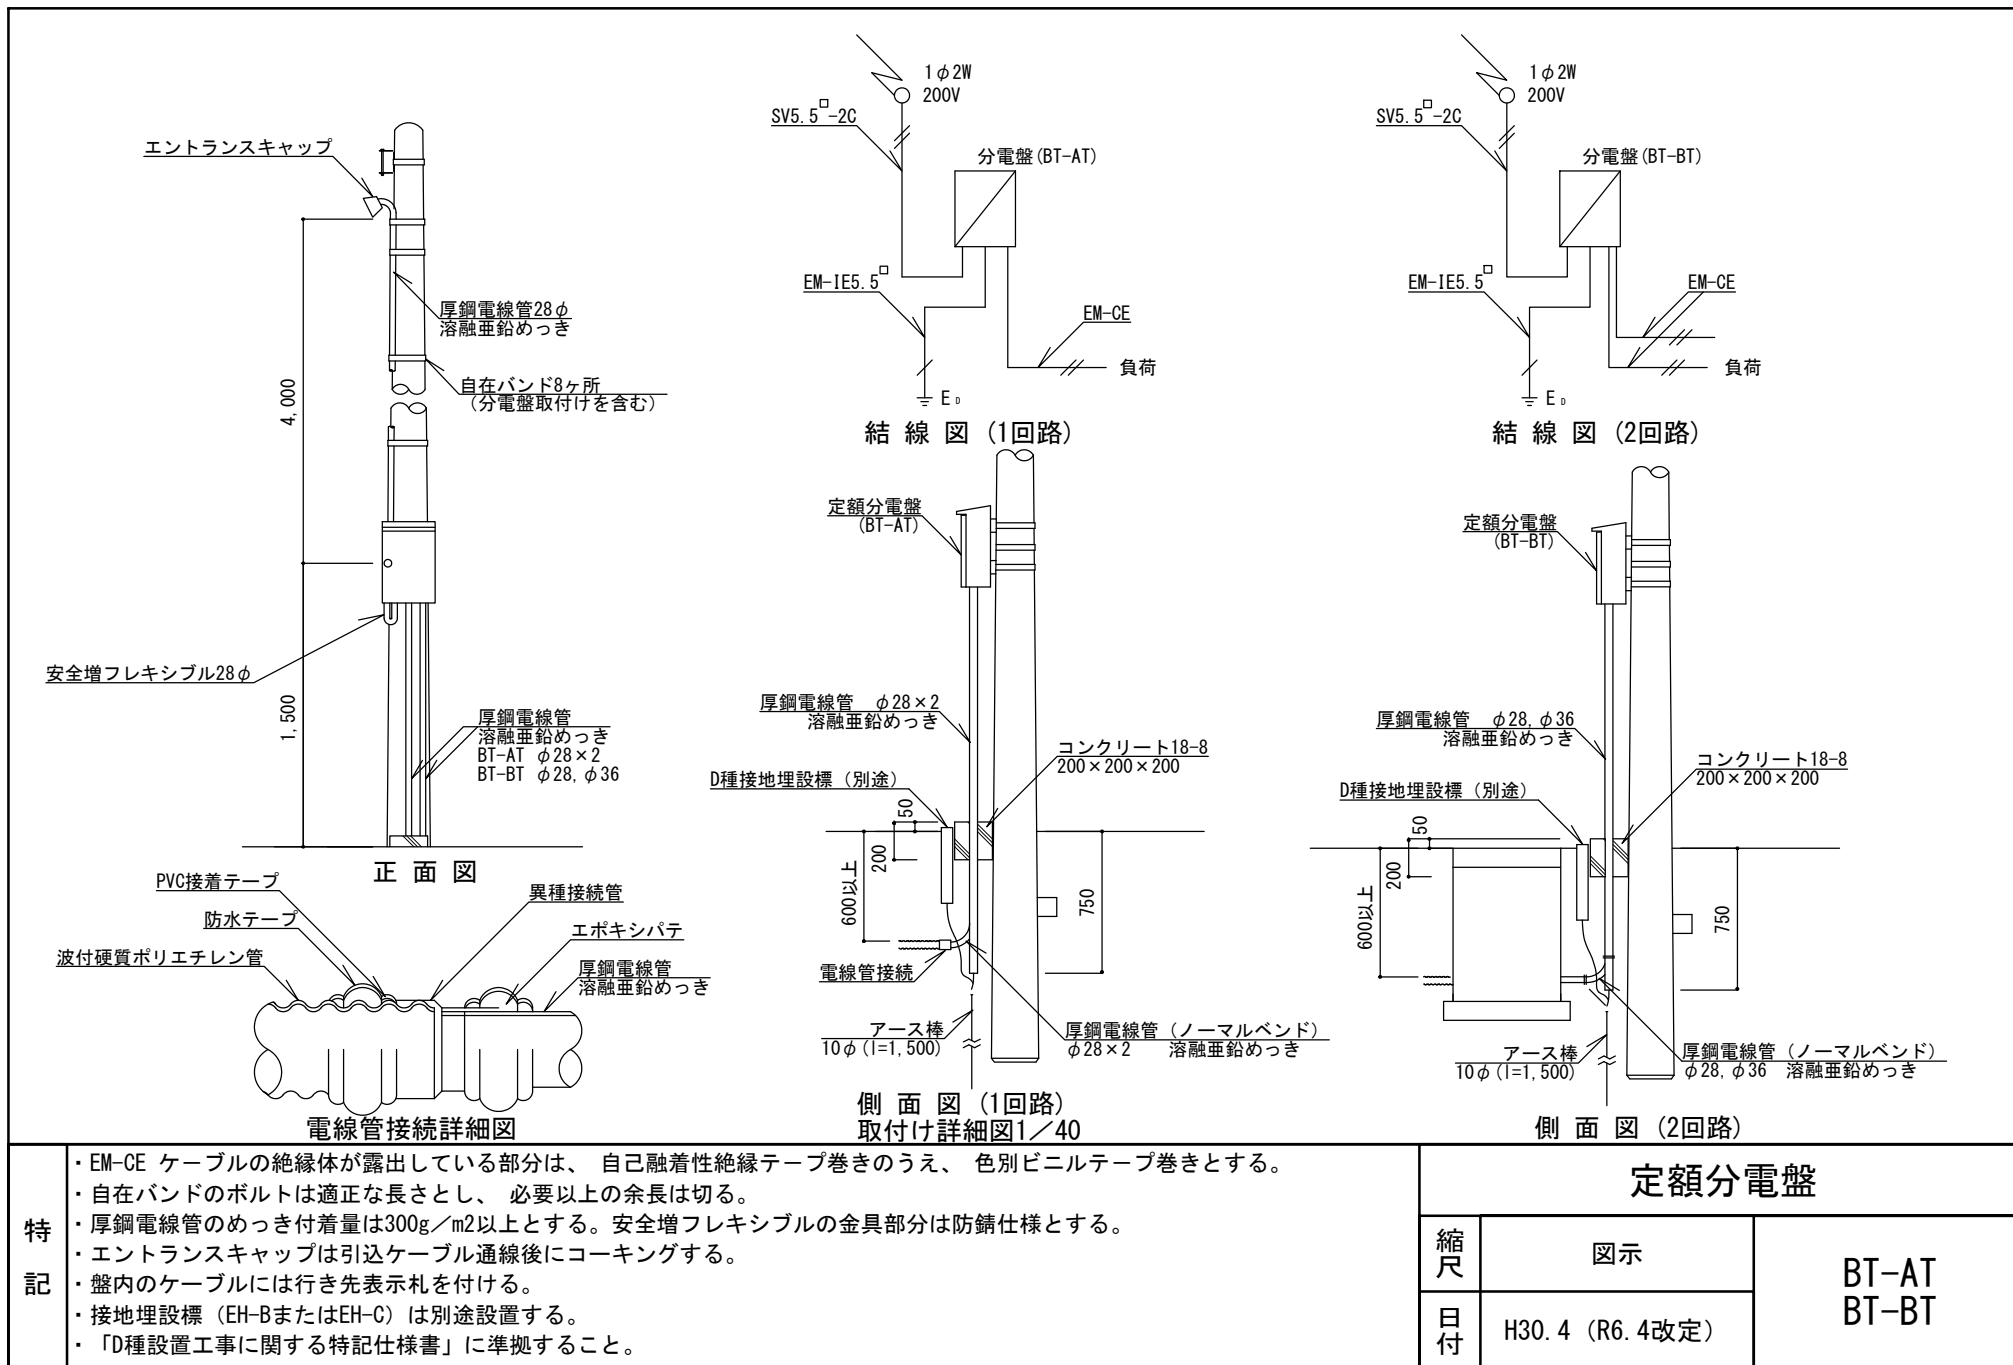 エントランスキャップ
厚鋼電線管28φ
溶融亜鉛めっき
自在バンド8ヶ所
(分電盤取付けを含む)
4,000
安全増フレキシブル28φ
1,500
厚鋼電線管
溶融亜鉛めっき
BT-AT φ28×2
BT-BT φ28,φ36
正面図
PVC接着テープ
防水テープ
波付硬質ポリエチレン管
異種接続管
エポキシパテ
厚鋼電線管
溶融亜鉛めっき
電線管接続詳細図
1φ2W
200V
SV5.5□-2C
分電盤(BT-AT)
EM-IE5.5□
EM-CE
負荷
ED
結線図(1回路)
1φ2W
200V
SV5.5□-2C
分電盤(BT-BT)
EM-IE5.5□
EM-CE
負荷
ED
結線図(2回路)
定額分電盤
(BT-AT)
厚鋼電線管 φ28×2
溶融亜鉛めっき
コンクリート18-8
200×200×200
D種接地埋設標(別途)
50
200
600以上
750
電線管接続
アース棒
10φ(l=1,500)
厚鋼電線管(ノーマルベンド)
φ28×2 溶融亜鉛めっき
側面図(1回路)
取付け詳細図1/40
定額分電盤
(BT-BT)
厚鋼電線管 φ28,φ36
溶融亜鉛めっき
コンクリート18-8
200×200×200
D種接地埋設標(別途)
50
200
600以上
750
アース棒
10φ(l=1,500)
厚鋼電線管(ノーマルベンド)
φ28,φ36 溶融亜鉛めっき
側面図(2回路)
特記
・EM-CE ケーブルの絶縁体が露出している部分は、 自己融着性絶縁テープ巻きのうえ、 色別ビニルテープ巻きとする。
・自在バンドのボルトは適正な長さとし、 必要以上の余長は切る。
・厚鋼電線管のめっき付着量は300g/m2以上とする。安全増フレキシブルの金具部分は防錆仕様とする。
・エントランスキャップは引込ケーブル通線後にコーキングする。
・盤内のケーブルには行き先表示札を付ける。
・接地埋設標(EH-BまたはEH-C)は別途設置する。
・「D種設置工事に関する特記仕様書」に準拠すること。
定額分電盤
縮尺
図示
日付
H30.4(R6.4改定)
BT-AT
BT-BT